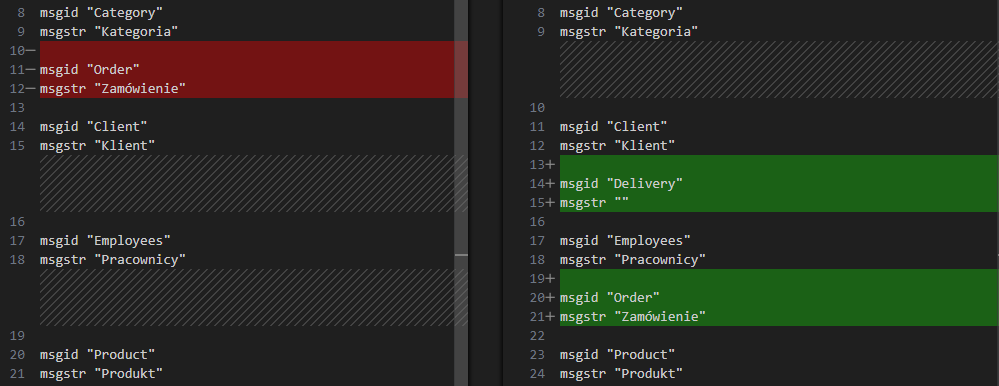 8 msgid "Category"
9 msgstr "Kategoria"
10—
11— msgid "Order"
12— msgstr "Zamówienie"
13
14 msgid "Client"
15 msgstr "Klient"
16
17 msgid "Employees"
18 msgstr "Pracownicy"
19
20 msgid "Product"
21 msgstr "Produkt"
8 msgid "Category"
9 msgstr "Kategoria"
10
11 msgid "Client"
12 msgstr "Klient"
13+
14+ msgid "Delivery"
15+ msgstr ""
16
17 msgid "Employees"
18 msgstr "Pracownicy"
19+
20+ msgid "Order"
21+ msgstr "Zamówienie"
22
23 msgid "Product"
24 msgstr "Produkt"